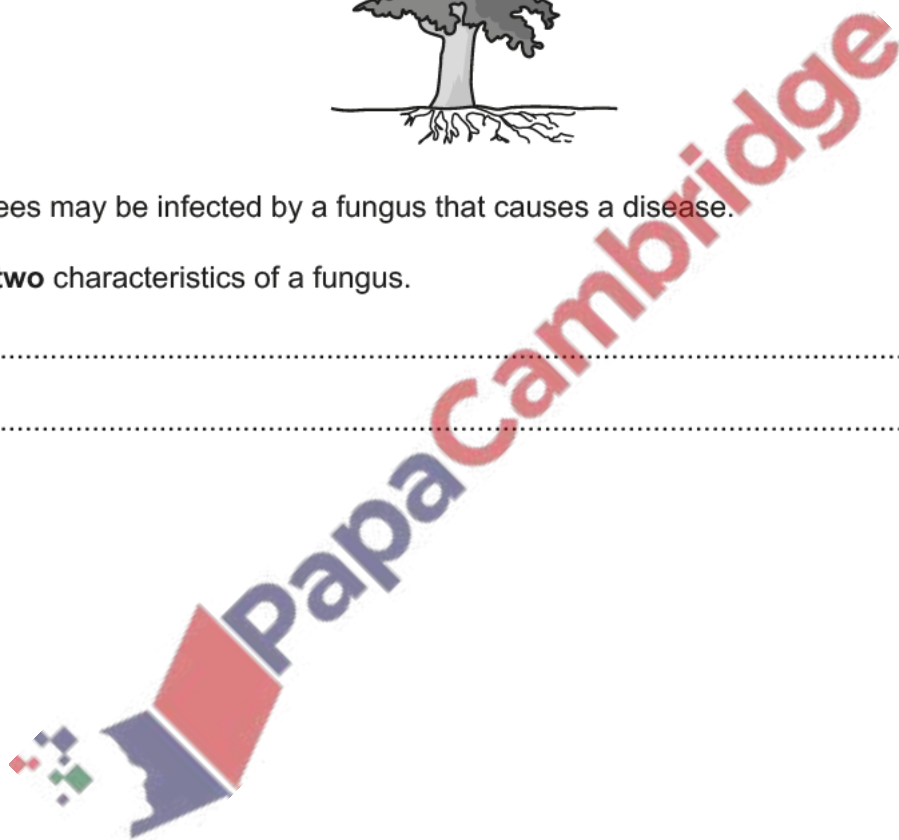 ees may be infected by a fungus that causes a disease.
two characteristics of a fungus.
PapaCambridge